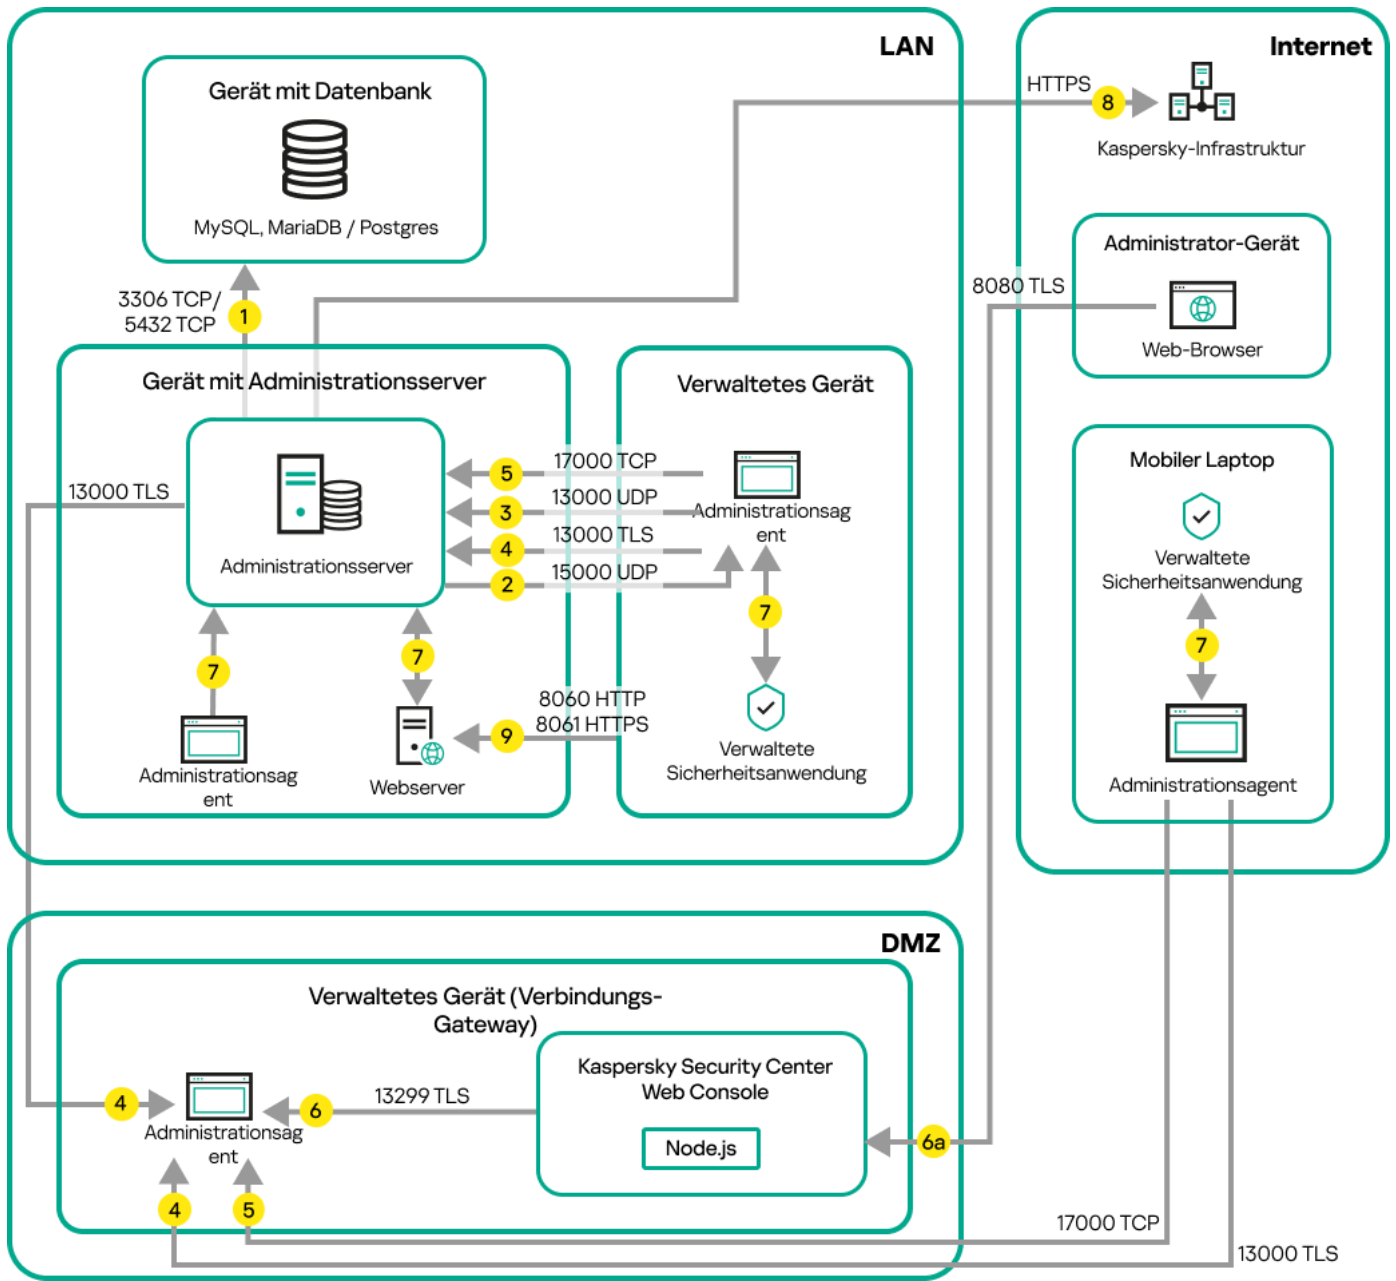 LAN
Gerät mit Datenbank
MySQL, MariaDB / Postgres
3306 TCP/
5432 TCP
1
Gerät mit Administrationsserver
Administrationsserver
13000 TLS
7
Administrationsag
ent
7
Webserver
Verwaltetes Gerät
5
17000 TCP
3
13000 UDP
4
13000 TLS
2
15000 UDP
Administrationsag
ent
7
Verwaltete
Sicherheitsanwendung
8060 HTTP
8061 HTTPS
9
Internet
HTTPS
8
Kaspersky-Infrastruktur
Administrator-Gerät
Web-Browser
8080 TLS
Mobiler Laptop
Verwaltete
Sicherheitsanwendung
7
Administrationsagent
DMZ
Verwaltetes Gerät (Verbindungs-
Gateway)
Kaspersky Security Center
Web Console
Node.js
13299 TLS
6
4
Administrationsag
ent
6a
4
5
17000 TCP
13000 TLS